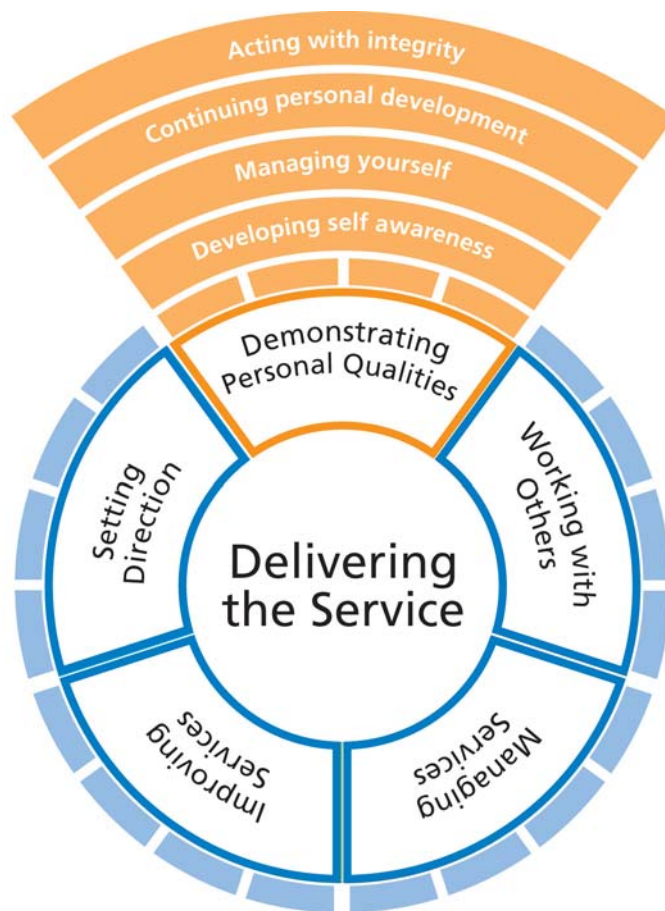 Acting with integrity
Continuing personal development
Managing yourself
Developing self awareness
Demonstrating
Personal Qualities
Setting
Direction
Working with
Others
Delivering
the Service
Improving
Services
Managing
Services